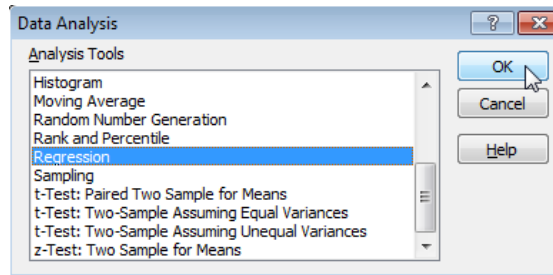 Data Analysis
Analysis Tools
Histogram
Moving Average
Random Number Generation
Rank and Percentile
Regression
Sampling
t-Test: Paired Two Sample for Means
t-Test: Two-Sample Assuming Equal Variances
t-Test: Two-Sample Assuming Unequal Variances
z-Test: Two Sample for Means
OK
Cancel
Help